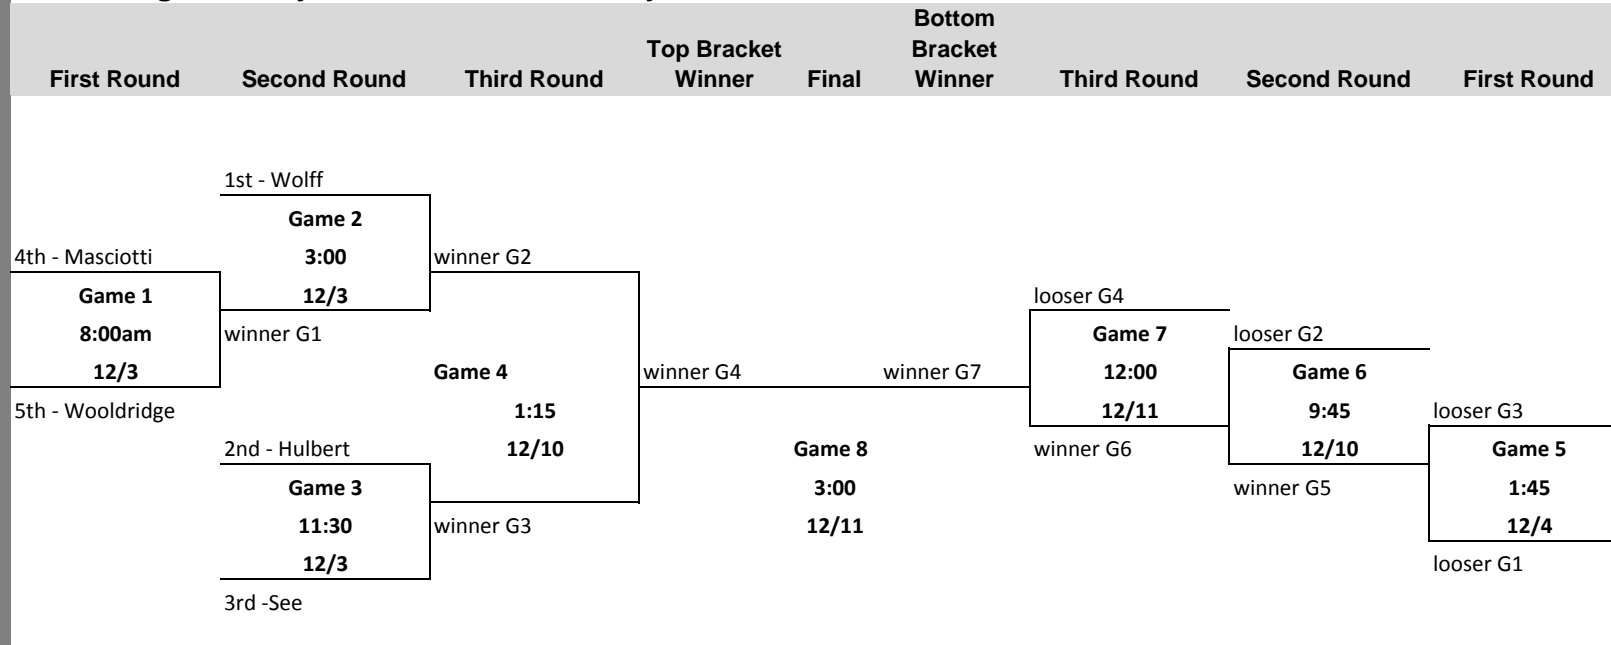 First Round
Second Round
Third Round
Top Bracket
Winner
Final
Bottom
Bracket
Winner
Third Round
Second Round
First Round
1st - Wolff
Game 2
4th - Masciotti
3:00
winner G2
Game 1
12/3
looser G4
8:00am
winner G1
Game 7
looser G2
12/3
Game 4
winner G4
winner G7
12:00
Game 6
5th - Wooldridge
1:15
12/11
9:45
looser G3
2nd - Hulbert
12/10
Game 8
winner G6
12/10
Game 5
Game 3
3:00
winner G5
1:45
11:30
winner G3
12/11
12/4
12/3
looser G1
3rd -See